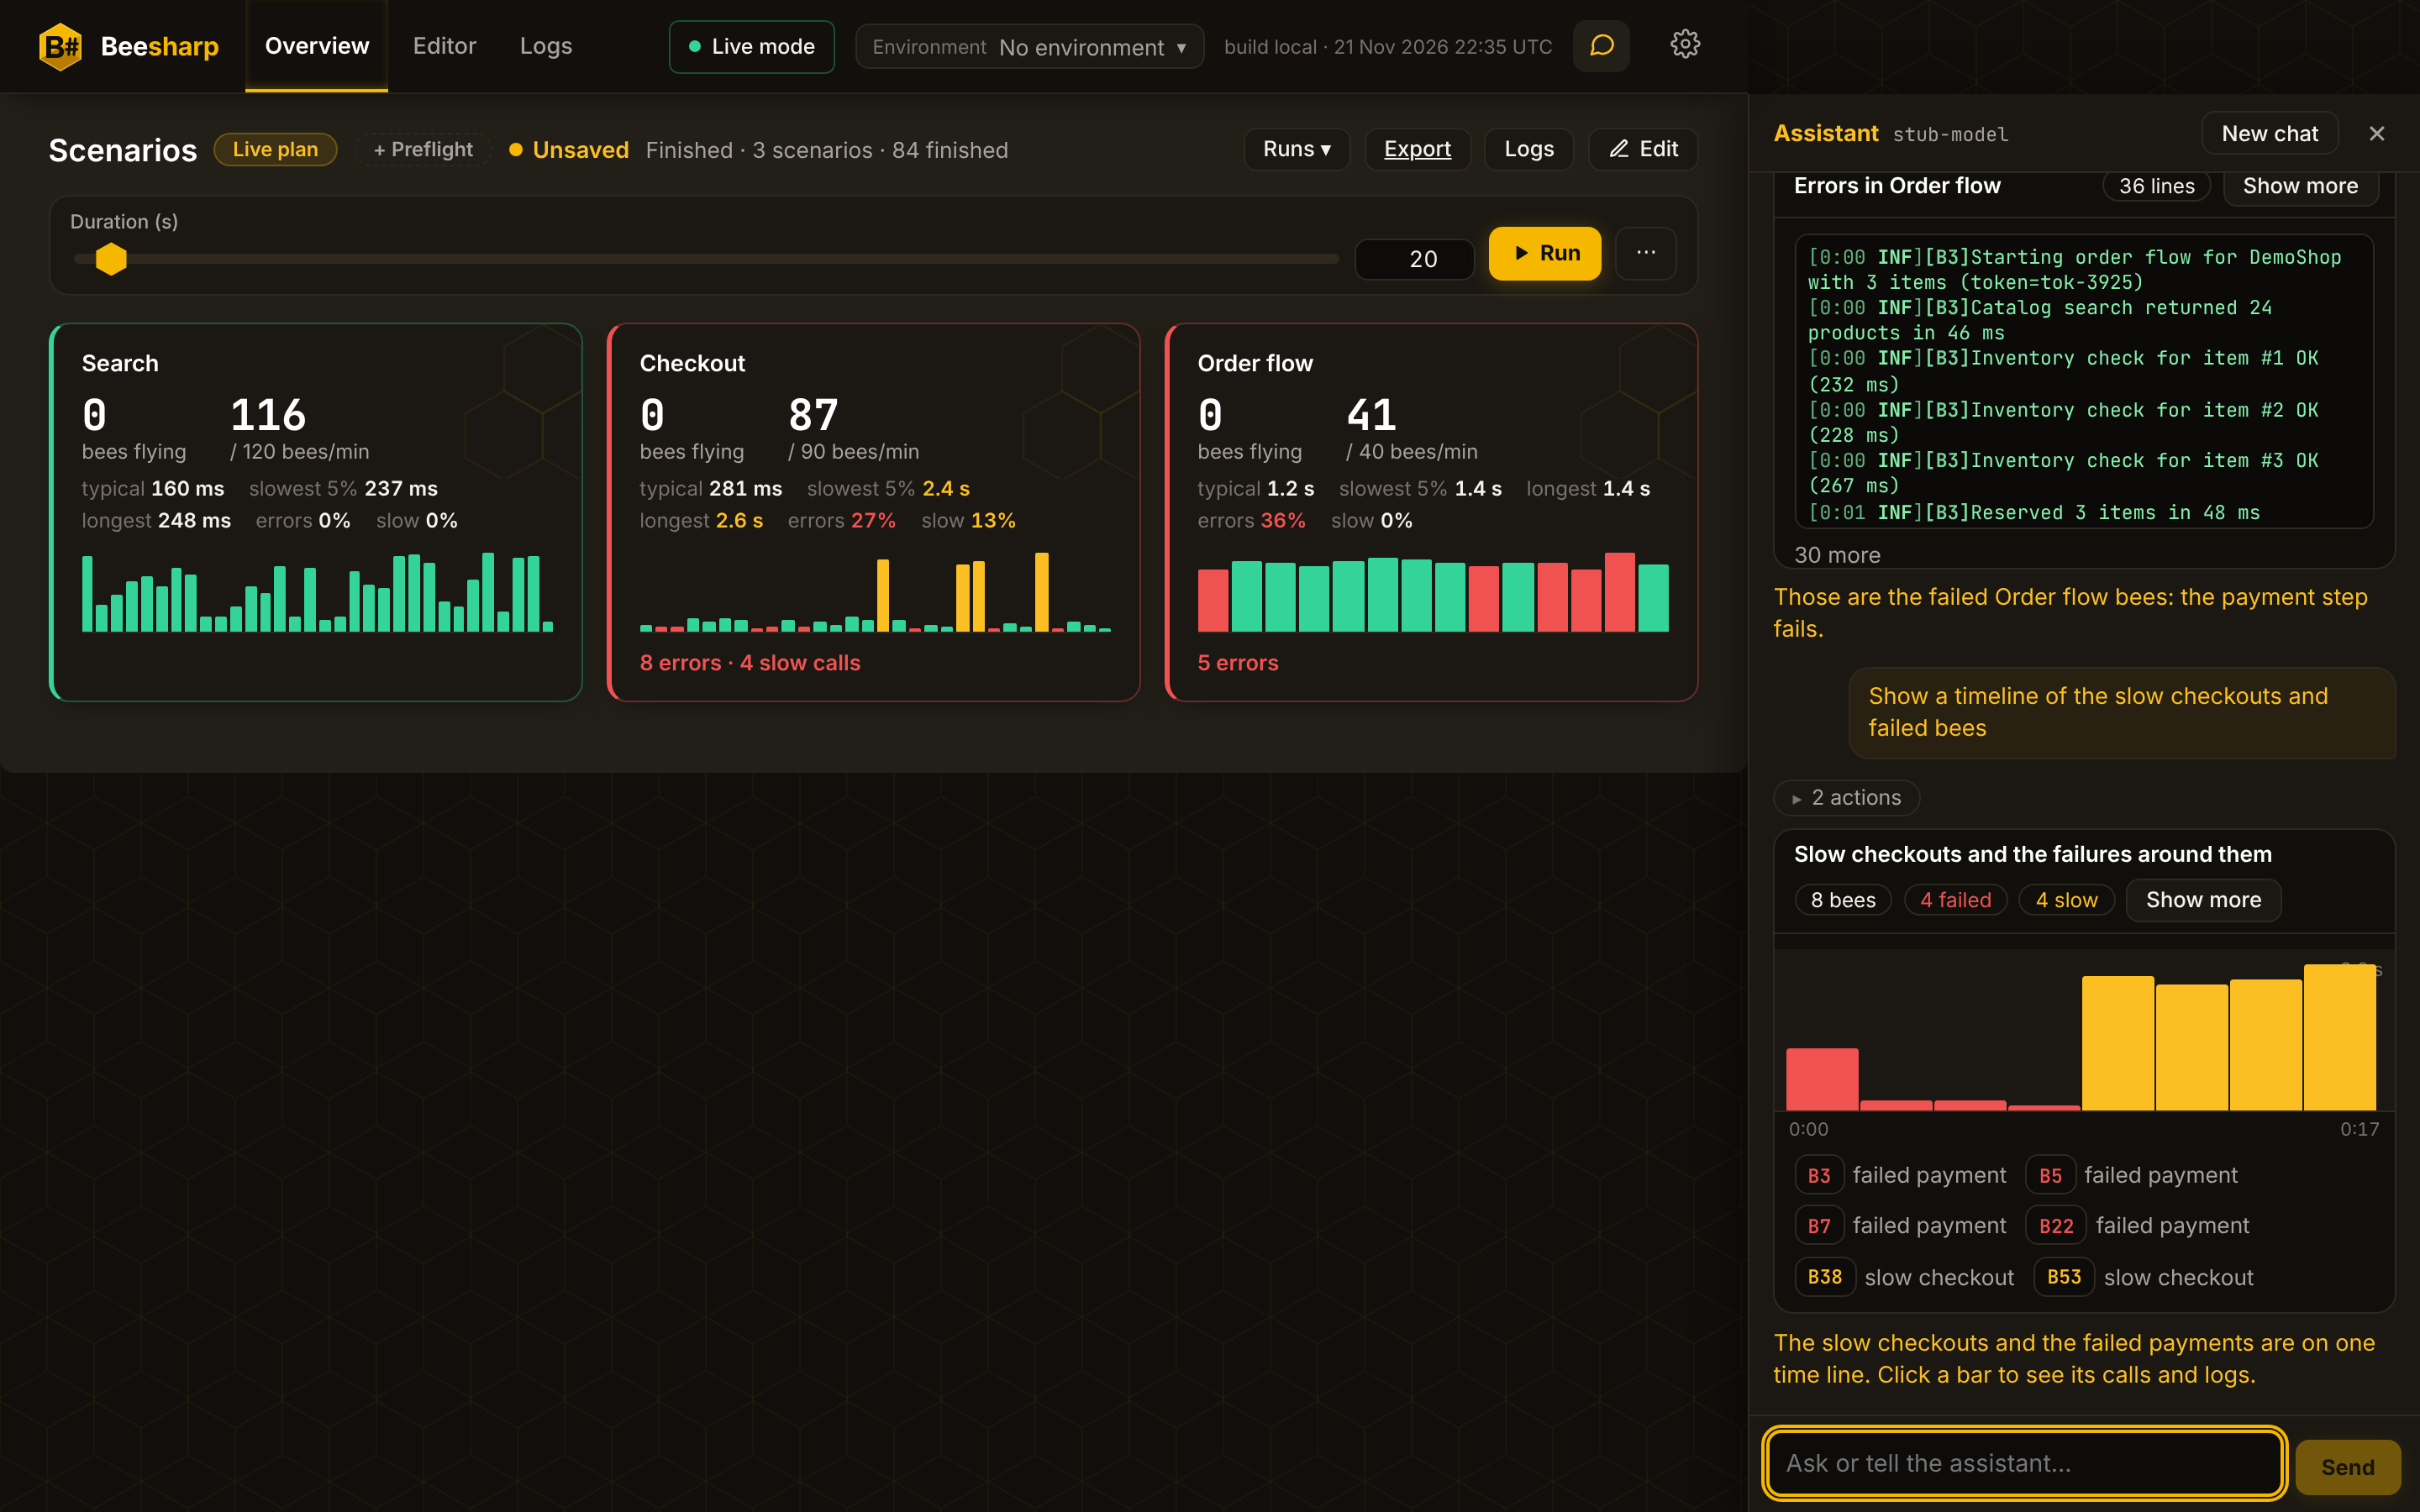 B# Beesharp Overview Editor Logs Live mode Environment No environment ▾ build local · 21 Nov 2026 22:35 UTC
Scenarios Live plan + Preflight Unsaved Finished · 3 scenarios · 84 finished Runs ▾ Export Logs Edit
Duration (s)
20 Run ...
Search
0 116
bees flying / 120 bees/min
typical 160 ms slowest 5% 237 ms
longest 248 ms errors 0% slow 0%
Checkout
0 87
bees flying / 90 bees/min
typical 281 ms slowest 5% 2.4 s
longest 2.6 s errors 27% slow 13%
8 errors · 4 slow calls
Order flow
0 41
bees flying / 40 bees/min
typical 1.2 s slowest 5% 1.4 s longest 1.4 s
errors 36% slow 0%
5 errors
Assistant stub-model New chat ✕
Errors in Order flow 36 lines Show more
[0:00 INF][B3]Starting order flow for DemoShop
with 3 items (token=tok-3925)
[0:00 INF][B3]Catalog search returned 24
products in 46 ms
[0:00 INF][B3]Inventory check for item #1 OK
(232 ms)
[0:00 INF][B3]Inventory check for item #2 OK
(228 ms)
[0:00 INF][B3]Inventory check for item #3 OK
(267 ms)
[0:01 INF][B3]Reserved 3 items in 48 ms
30 more
Those are the failed Order flow bees: the payment step
fails.
Show a timeline of the slow checkouts and
failed bees
▸ 2 actions
Slow checkouts and the failures around them
8 bees 4 failed 4 slow Show more
0:00 0:17
B3 failed payment B5 failed payment
B7 failed payment B22 failed payment
B38 slow checkout B53 slow checkout
The slow checkouts and the failed payments are on one
time line. Click a bar to see its calls and logs.
Ask or tell the assistant... Send